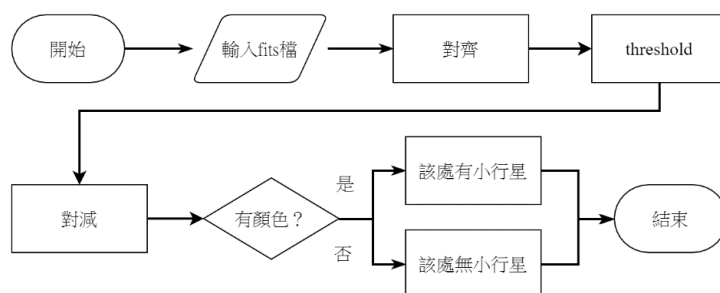 開始
輸入fits檔
對齊
threshold
對減
有顏色？
是
否
該處有小行星
該處無小行星
結束